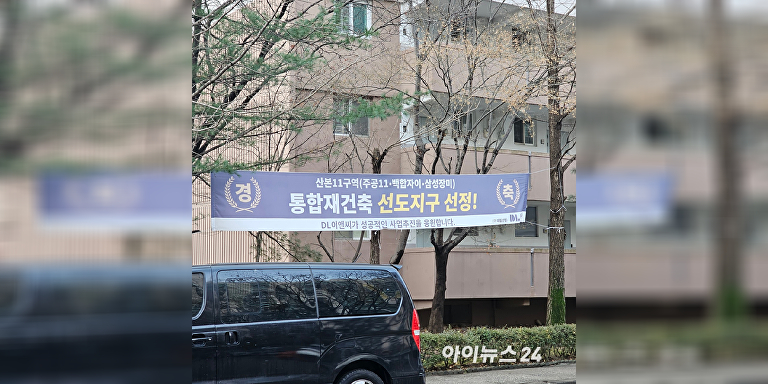 산본11구역(주공11·백합자이·삼성장미)
경 통합재건축 선도지구 선정! 축
DL이앤씨가 성공적인 사업추진을 응원합니다.
아이뉴스24